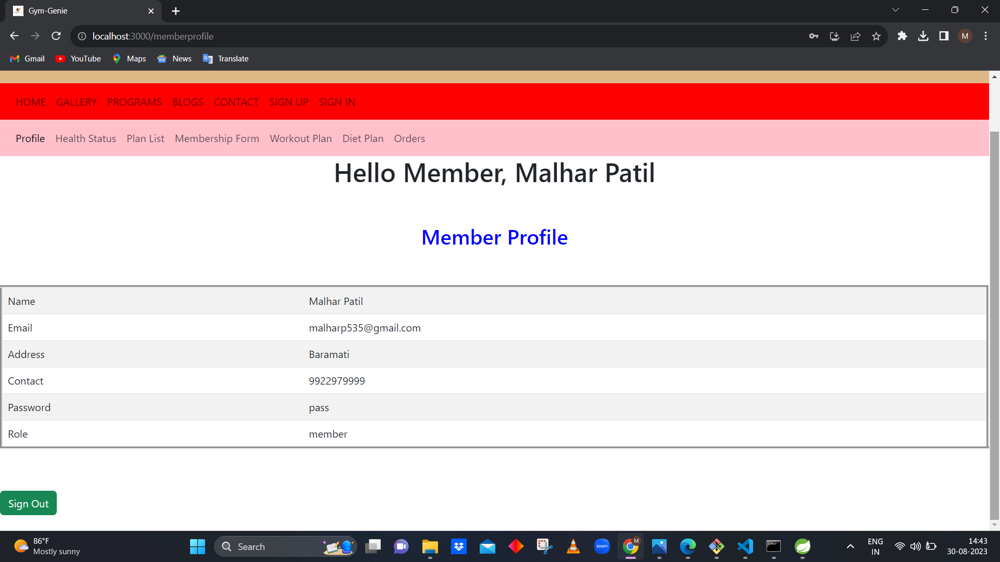 Gym-Genie
localhost:3000/memberprofile
M
Gmail YouTube Maps News Translate
HOME GALLERY PROGRAMS BLOGS CONTACT SIGN UP SIGN IN
Profile Health Status Plan List Membership Form Workout Plan Diet Plan Orders
Hello Member, Malhar Patil
Member Profile
Name Malhar Patil
Email malharp535@gmail.com
Address Baramati
Contact 9922979999
Password pass
Role member
Sign Out
86°F
Mostly sunny
Search
zoom
M
ENG
IN
14:43
30-08-2023